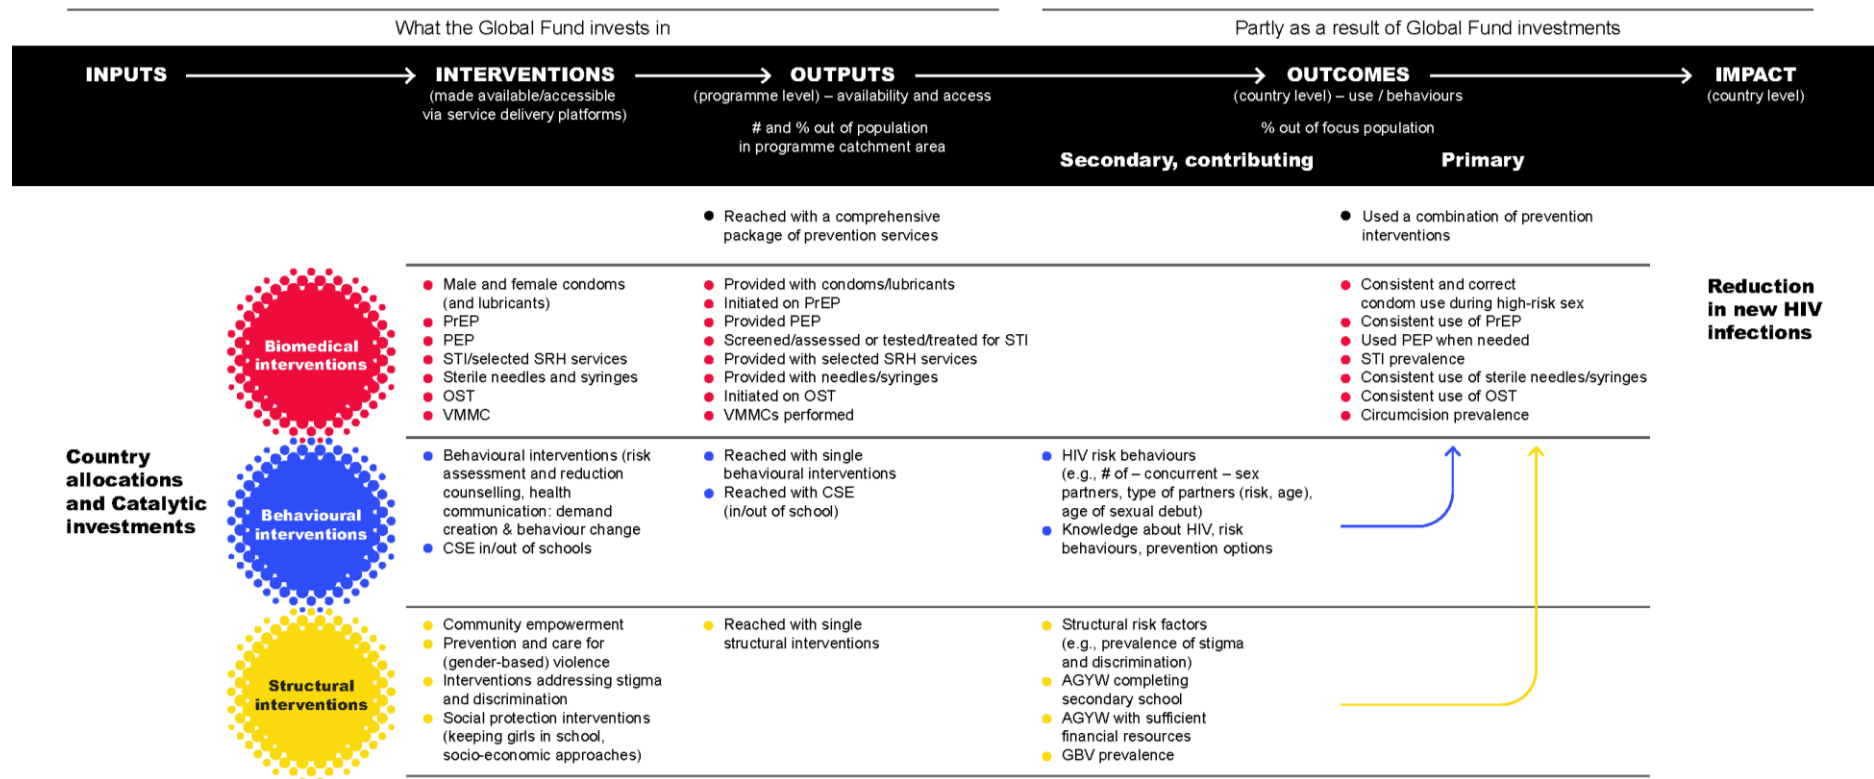 What the Global Fund invests in
Partly as a result of Global Fund investments
INPUTS
INTERVENTIONS
(made available/accessible
via service delivery platforms)
OUTPUTS
(programme level) – availability and access
# and % out of population
in programme catchment area
OUTCOMES
(country level) – use / behaviours
% out of focus population
Secondary, contributing
Primary
IMPACT
(country level)
Reached with a comprehensive
package of prevention services
Used a combination of prevention
interventions
Country
allocations
and Catalytic
investments
Biomedical
interventions
Male and female condoms
(and lubricants)
PrEP
PEP
STI/selected SRH services
Sterile needles and syringes
OST
VMMC
Provided with condoms/lubricants
Initiated on PrEP
Provided PEP
Screened/assessed or tested/treated for STI
Provided with selected SRH services
Provided with needles/syringes
Initiated on OST
VMMCs performed
Consistent and correct
condom use during high-risk sex
Consistent use of PrEP
Used PEP when needed
STI prevalence
Consistent use of sterile needles/syringes
Consistent use of OST
Circumcision prevalence
Reduction
in new HIV
infections
Behavioural
interventions
Behavioural interventions (risk
assessment and reduction
counselling, health
communication: demand
creation & behaviour change
CSE in/out of schools
Reached with single
behavioural interventions
Reached with CSE
(in/out of school)
HIV risk behaviours
(e.g., # of – concurrent – sex
partners, type of partners (risk, age),
age of sexual debut)
Knowledge about HIV, risk
behaviours, prevention options
Structural
interventions
Community empowerment
Prevention and care for
(gender-based) violence
Interventions addressing stigma
and discrimination
Social protection interventions
(keeping girls in school,
socio-economic approaches)
Reached with single
structural interventions
Structural risk factors
(e.g., prevalence of stigma
and discrimination)
AGYW completing
secondary school
AGYW with sufficient
financial resources
GBV prevalence